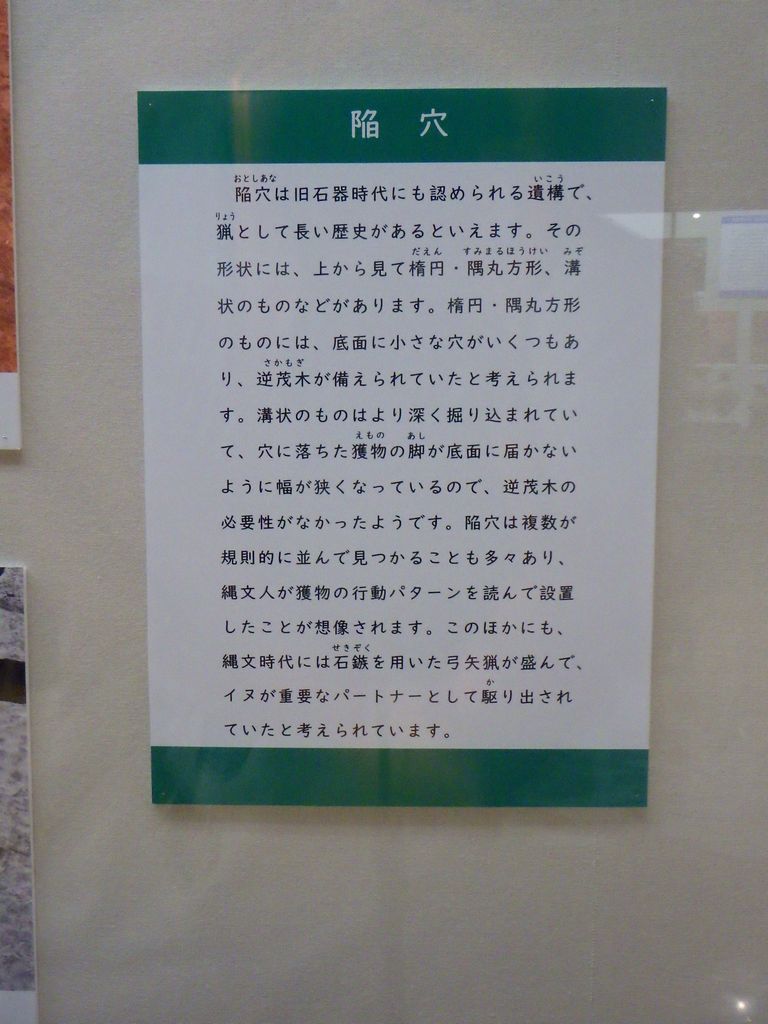 陥穴
おとしあな いこう
陥穴は旧石器時代にも認められる遺構で、
りょう
猟として長い歴史があるといえます。その
だえん すみまるほうけい みぞ
形状には、上から見て楕円・隅丸方形、溝
状のものなどがあります。楕円・隅丸方形
のものには、底面に小さな穴がいくつもあ
さかもぎ
り、逆茂木が備えられていたと考えられま
す。溝状のものはより深く掘り込まれてい
えもの あし
て、穴に落ちた獲物の脚が底面に届かない
ように幅が狭くなっているので、逆茂木の
必要性がなかったようです。陥穴は複数が
規則的に並んで見つかることも多々あり、
縄文人が獲物の行動パターンを読んで設置
したことが想像されます。このほかにも、
せきぞく
縄文時代には石鏃を用いた弓矢猟が盛んで、
か
イヌが重要なパートナーとして駆り出され
ていたと考えられています。